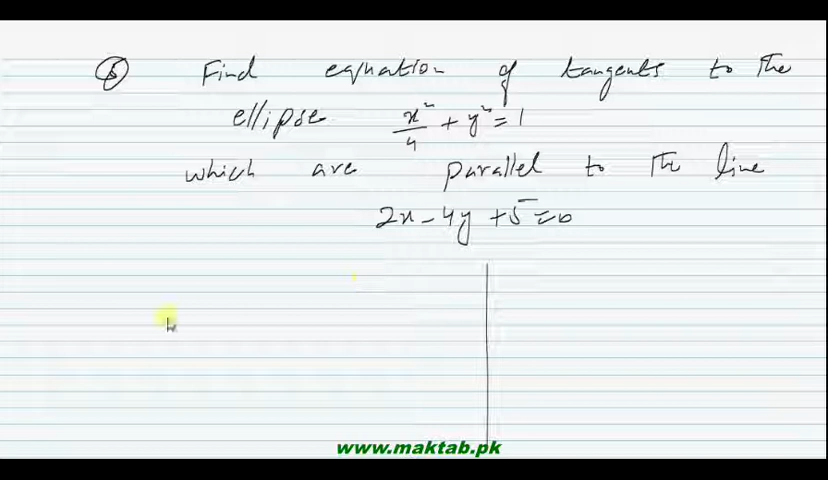 ⑥ Find equation of tangents to the
ellipse x²/4 + y² = 1
which are parallel to the line
2x - 4y + 5 = 0
www.maktab.pk